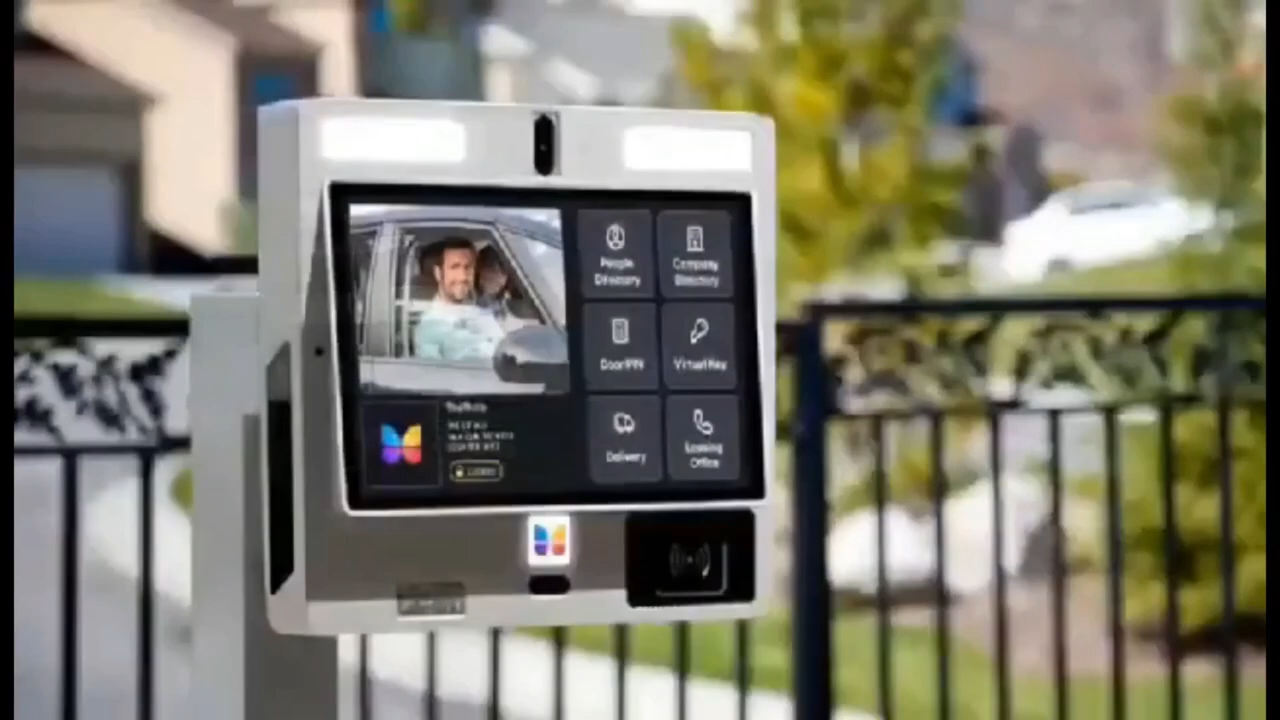 People
Directory
Company
Directory
Door PIN
Virtual Key
Delivery
Leasing
Office